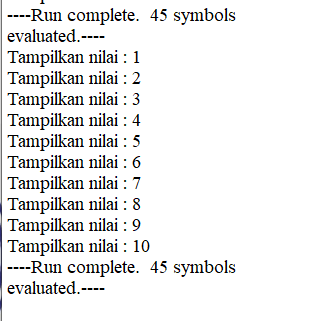 ----Run complete.  45 symbols
evaluated.----
Tampilkan nilai : 1
Tampilkan nilai : 2
Tampilkan nilai : 3
Tampilkan nilai : 4
Tampilkan nilai : 5
Tampilkan nilai : 6
Tampilkan nilai : 7
Tampilkan nilai : 8
Tampilkan nilai : 9
Tampilkan nilai : 10
----Run complete.  45 symbols
evaluated.----